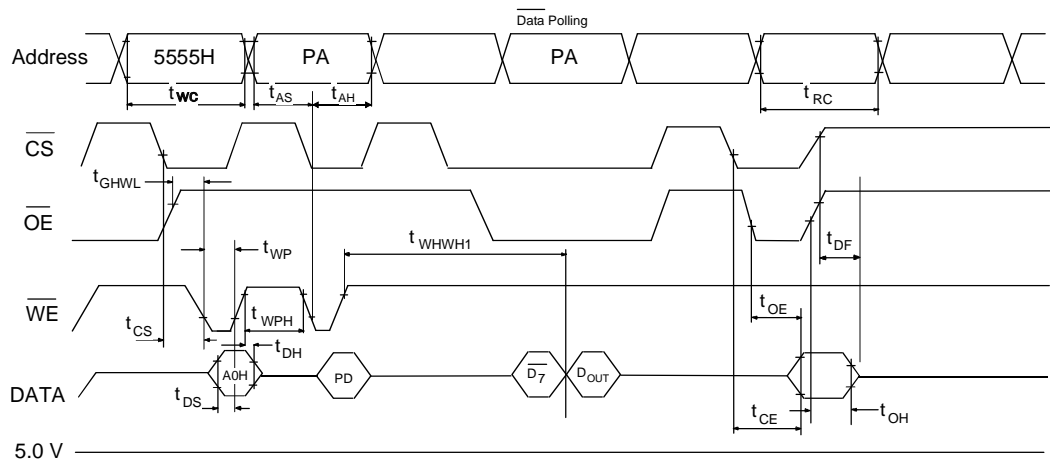 Data Polling
Address 5555H PA PA
tWC tAS tAH tRC
CS
tGHWL
OE
tWP tWHWH1 tDF
WE
tCS tWPH tOE
tDH
DATA A0H PD D7 DOUT
tDS tCE tOH
5.0 V